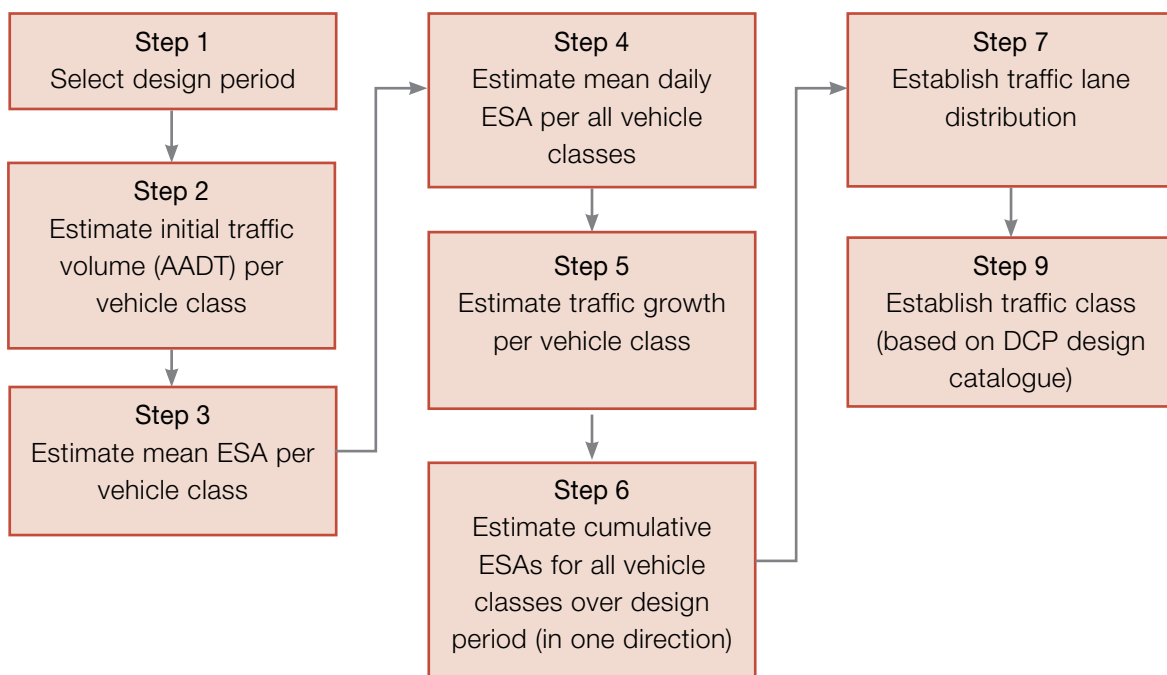 Step 1
Select design period
Step 2
Estimate initial traffic
volume (AADT) per
vehicle class
Step 3
Estimate mean ESA per
vehicle class
Step 4
Estimate mean daily
ESA per all vehicle
classes
Step 5
Estimate traffic growth
per vehicle class
Step 6
Estimate cumulative
ESAs for all vehicle
classes over design
period (in one direction)
Step 7
Establish traffic lane
distribution
Step 9
Establish traffic class
(based on DCP design
catalogue)